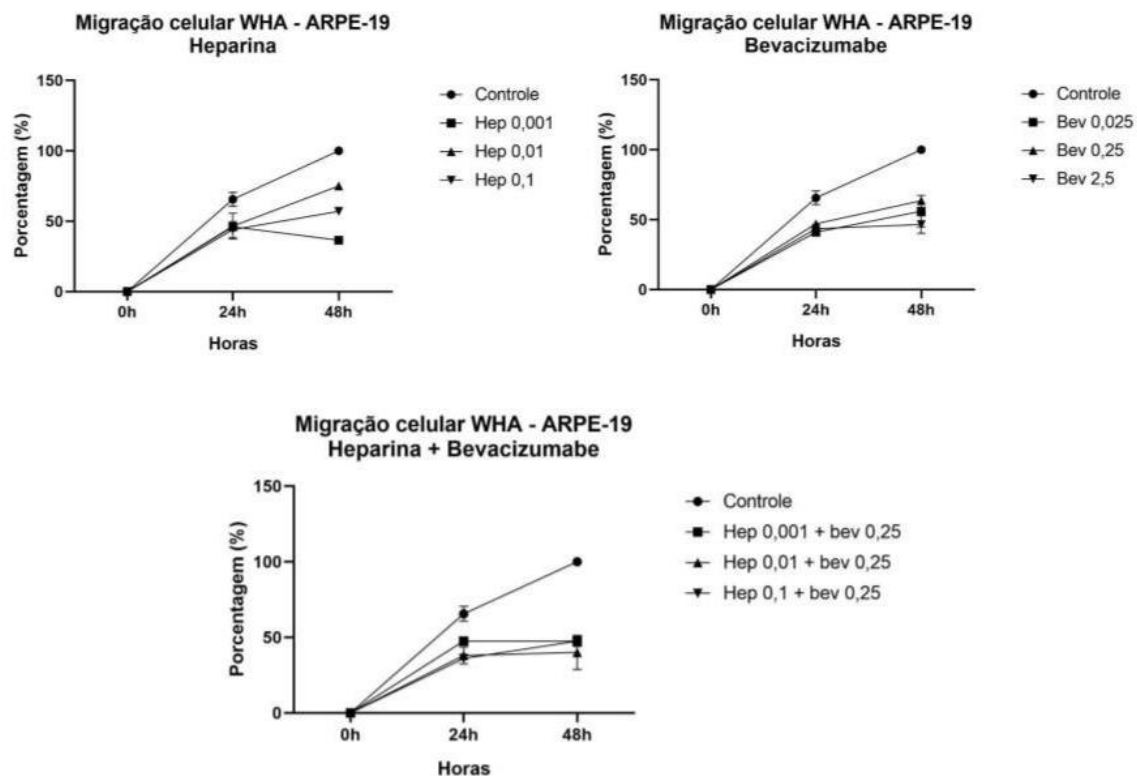 Migração celular WHA - ARPE-19
Heparina
150
100
50
0
Porcentagem (%)
0h
24h
48h
Horas
Controle
Hep 0,001
Hep 0,01
Hep 0,1
Migração celular WHA - ARPE-19
Bevacizumabe
150
100
50
0
Porcentagem (%)
0h
24h
48h
Horas
Controle
Bev 0,025
Bev 0,25
Bev 2,5
Migração celular WHA - ARPE-19
Heparina + Bevacizumabe
150
100
50
0
Porcentagem (%)
0h
24h
48h
Horas
Controle
Hep 0,001 + bev 0,25
Hep 0,01 + bev 0,25
Hep 0,1 + bev 0,25